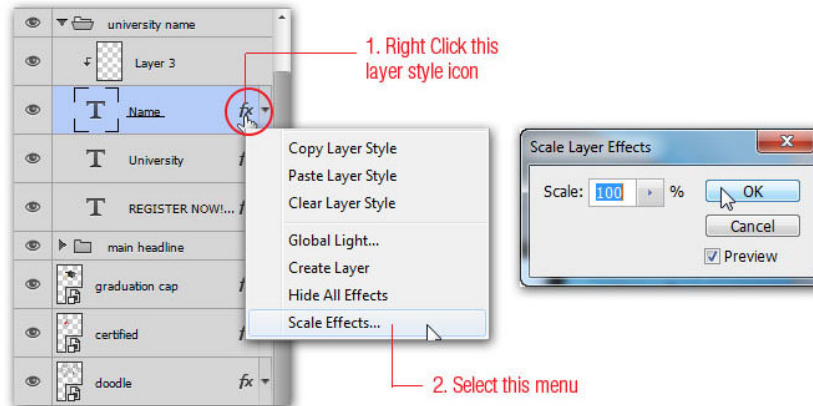 university name
Layer 3
Name
University
REGISTER NOW!...
main headline
graduation cap
certified
doodle
fx
1. Right Click this
layer style icon
Copy Layer Style
Paste Layer Style
Clear Layer Style
Global Light...
Create Layer
Hide All Effects
Scale Effects...
2. Select this menu
Scale Layer Effects
Scale: 100 %
OK
Cancel
Preview